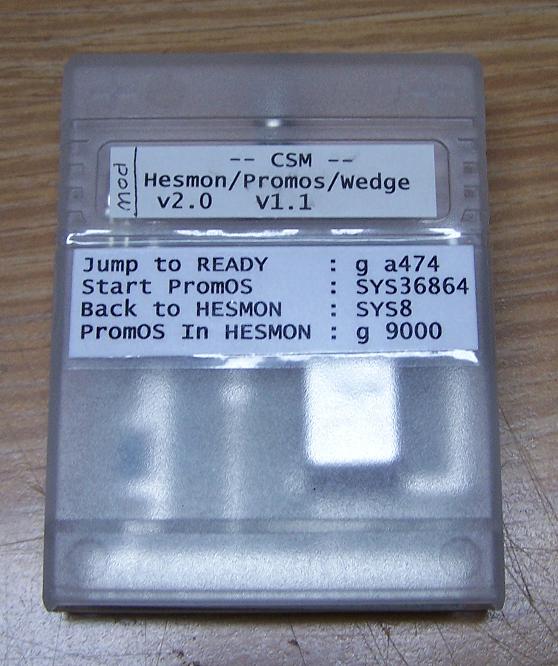 -- CSM --
Hesmon/Promos/Wedge
v2.0 v1.1
mod
Jump to READY : g a474
Start PromOS : SYS36864
Back to HESMON : SYS8
PromOS In HESMON : g 9000